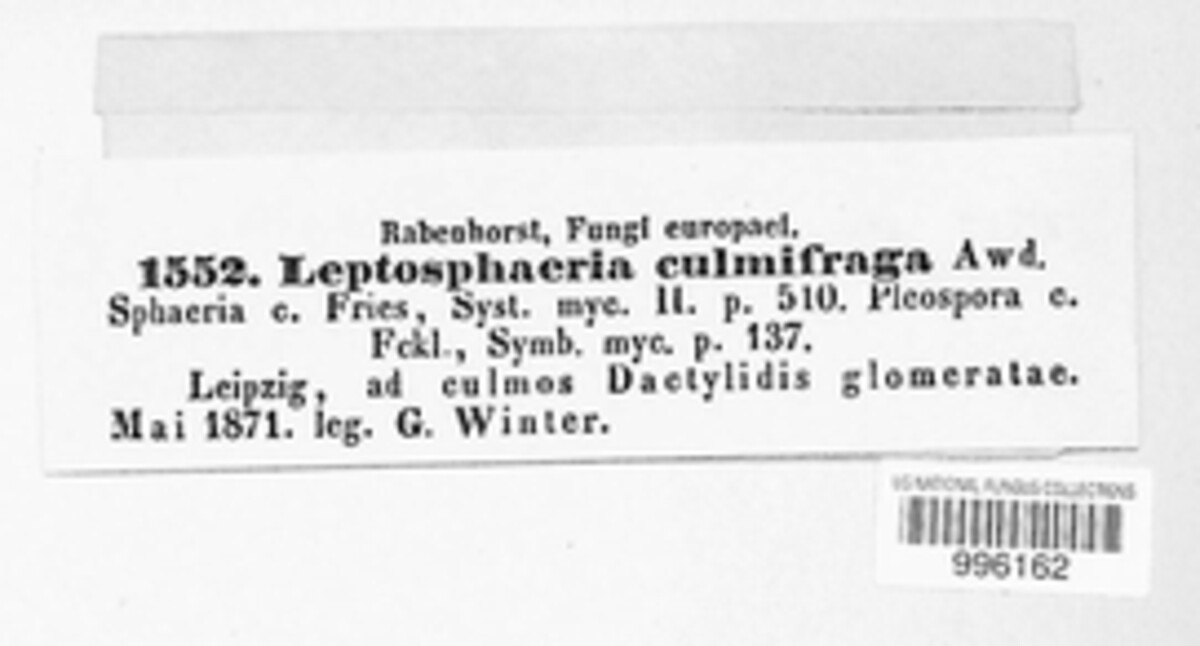 Rabenhorst, Fungi europaei.
1552. Leptosphaeria culmifraga Awd.
Sphaeria c. Fries, Syst. myc. II. p. 510. Pleospora c.
Fckl., Symb. myc. p. 137.
Leipzig, ad culmos Dactylidis glomeratae.
Mai 1871. leg. G. Winter.
US NATIONAL FUNGUS COLLECTIONS
996162